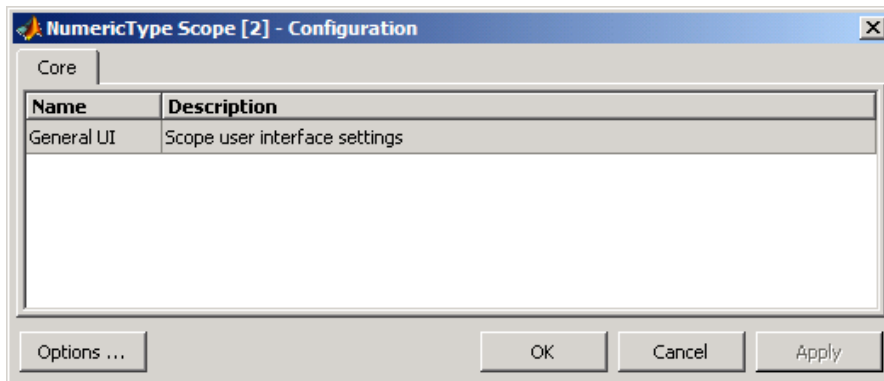 NumericType Scope [2] - Configuration
Core
Name Description
General UI Scope user interface settings
Options ... OK Cancel Apply